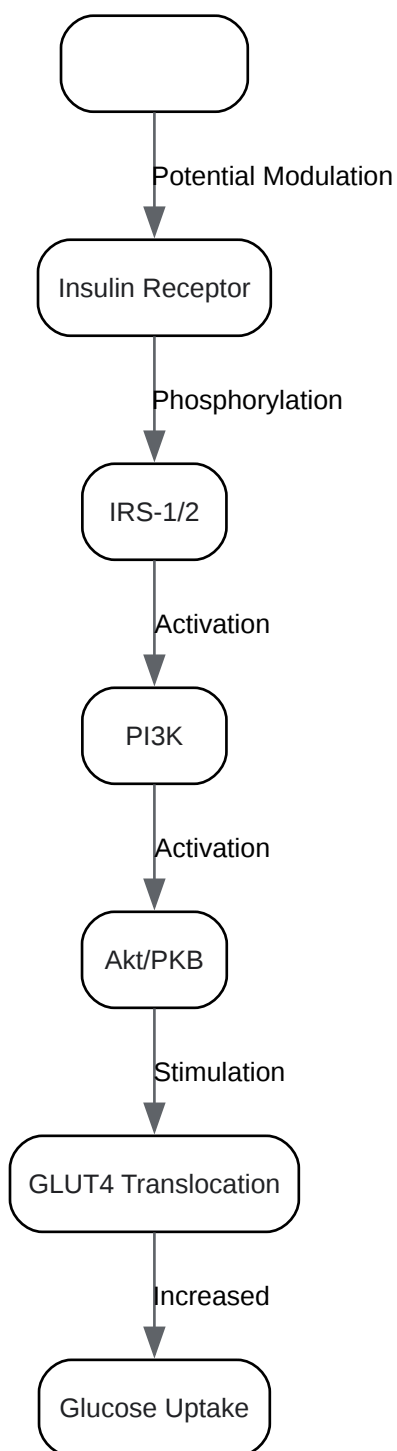 Potential Modulation
Insulin Receptor
Phosphorylation
IRS-1/2
Activation
PI3K
Activation
Akt/PKB
Stimulation
GLUT4 Translocation
Increased
Glucose Uptake